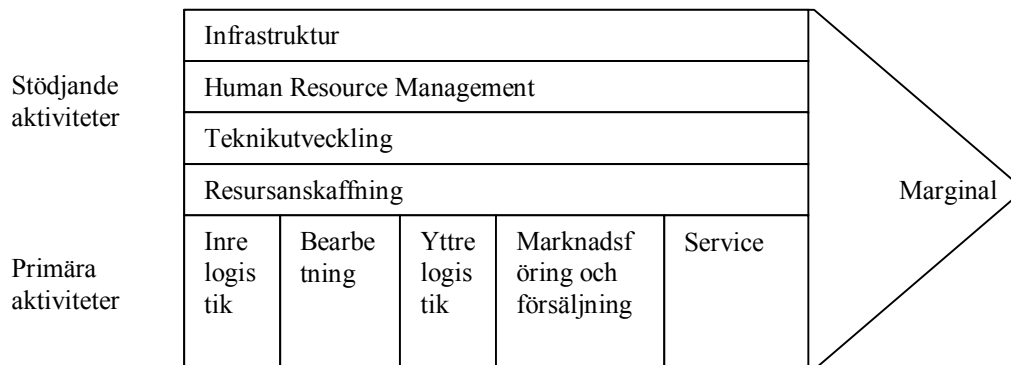 Stödjande
aktiviteter
Infrastruktur
Human Resource Management
Teknikutveckling
Resursanskaffning
Marginal
Primära
aktiviteter
Inre
logis
tik
Bearbe
tning
Yttre
logis
tik
Marknadsf
öring och
försäljning
Service